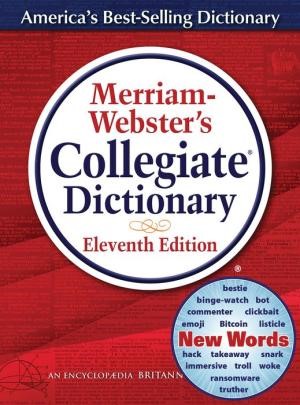 America's Best-Selling Dictionary
Merriam-
Webster's
Collegiate®
Dictionary
Eleventh Edition
®
bestie
binge-watch bot
commenter clickbait
emoji Bitcoin listicle
New Words
hack takeaway snark
immersive troll woke
ransomware
truther
AN ENCYCLOPÆDIA BRITANN